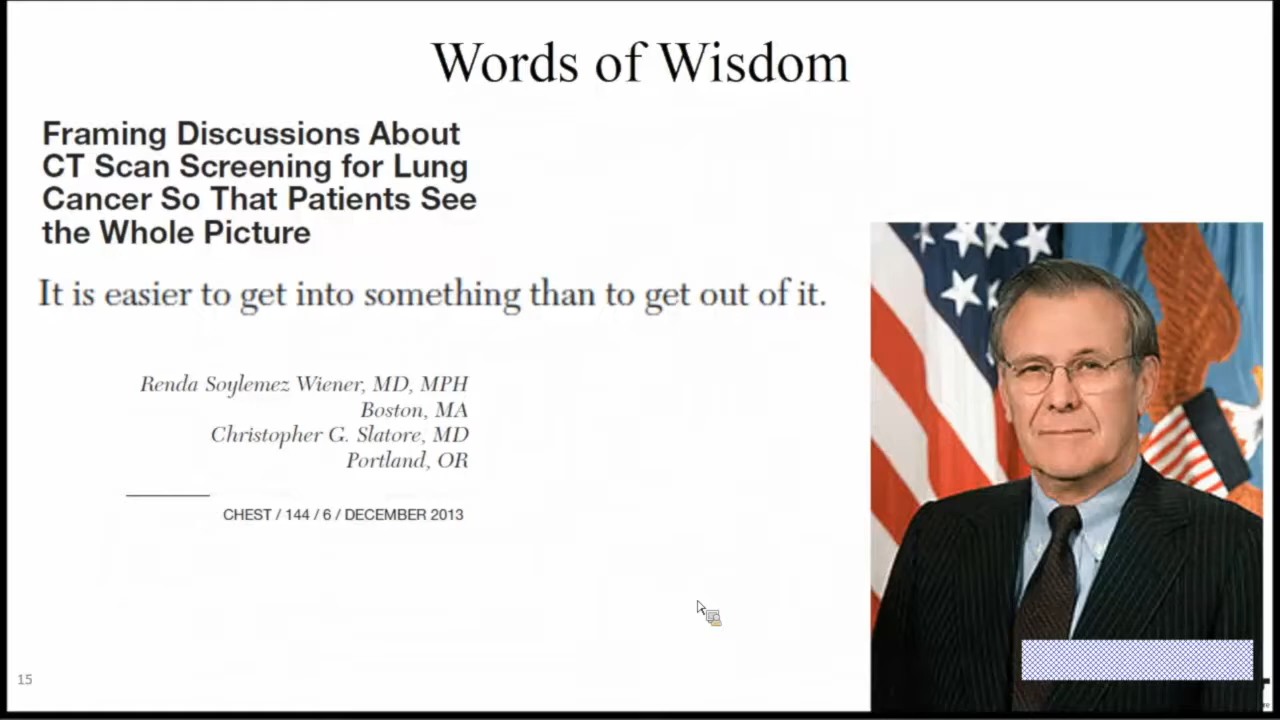 Words of Wisdom
Framing Discussions About
CT Scan Screening for Lung
Cancer So That Patients See
the Whole Picture
It is easier to get into something than to get out of it.
Renda Soylemez Wiener, MD, MPH
Boston, MA
Christopher G. Slatore, MD
Portland, OR
CHEST / 144 / 6 / DECEMBER 2013
15